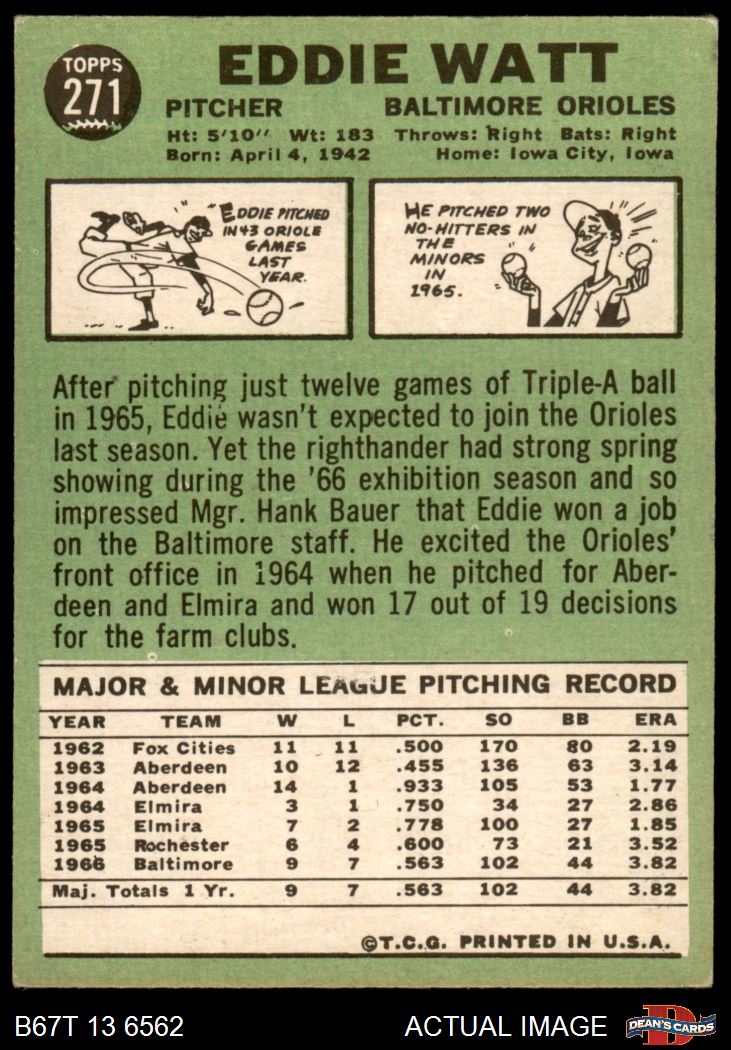 TOPPS
271
EDDIE WATT
PITCHER BALTIMORE ORIOLES
Ht: 5'10" Wt: 183 Throws: Right Bats: Right
Born: April 4, 1942 Home: Iowa City, Iowa
"EDDIE PITCHED
IN 43 ORIOLE
GAMES
LAST
YEAR.
HE PITCHED TWO
NO-HITTERS IN
THE
MINORS
IN
1965.
After pitching just twelve games of Triple-A ball
in 1965, Eddie wasn't expected to join the Orioles
last season. Yet the righthander had strong spring
showing during the '66 exhibition season and so
impressed Mgr. Hank Bauer that Eddie won a job
on the Baltimore staff. He excited the Orioles'
front office in 1964 when he pitched for Aber-
deen and Elmira and won 17 out of 19 decisions
for the farm clubs.
MAJOR & MINOR LEAGUE PITCHING RECORD
YEAR TEAM W L PCT. SO BB ERA
1962 Fox Cities 11 11 .500 170 80 2.19
1963 Aberdeen 10 12 .455 136 63 3.14
1964 Aberdeen 14 1 .933 105 53 1.77
1964 Elmira 3 1 .750 34 27 2.86
1965 Elmira 7 2 .778 100 27 1.85
1965 Rochester 6 4 .600 73 21 3.52
1966 Baltimore 9 7 .563 102 44 3.82
Maj. Totals 1 Yr. 9 7 .563 102 44 3.82
©T.C.G. PRINTED IN U.S.A.
B67T 13 6562 ACTUAL IMAGE
DEAN'S CARDS